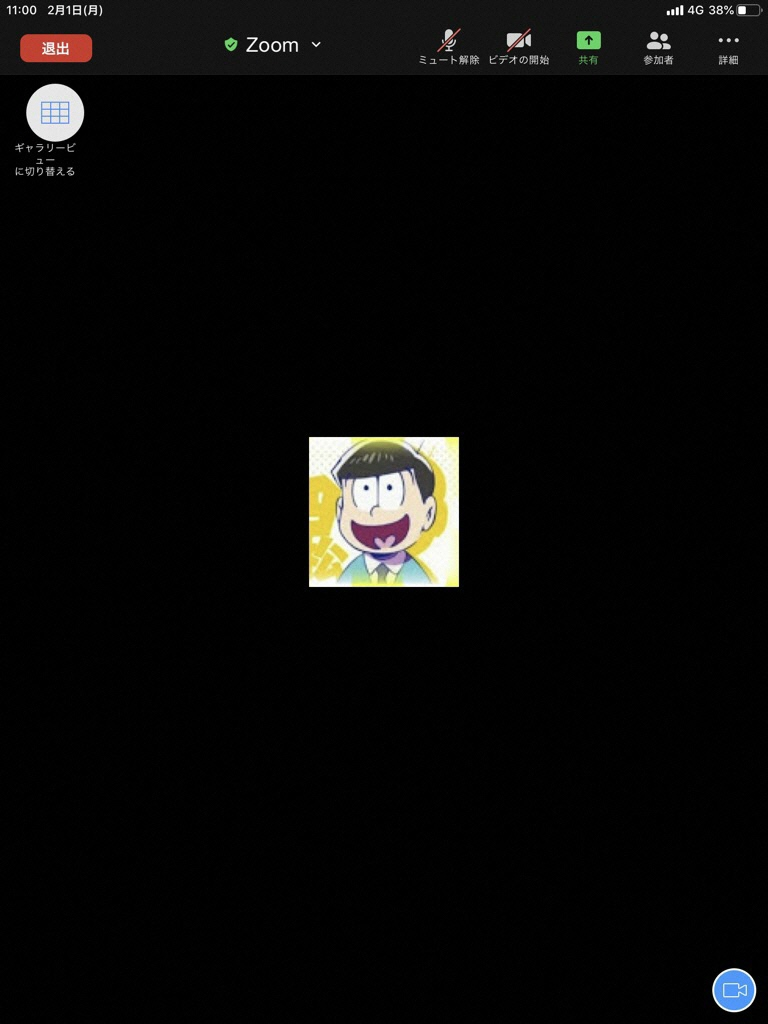 11:00 2月1日(月)
4G 38%
退出
Zoom
ミュート解除
ビデオの開始
共有
参加者
詳細
ギャラリービ
ュー
に切り替える